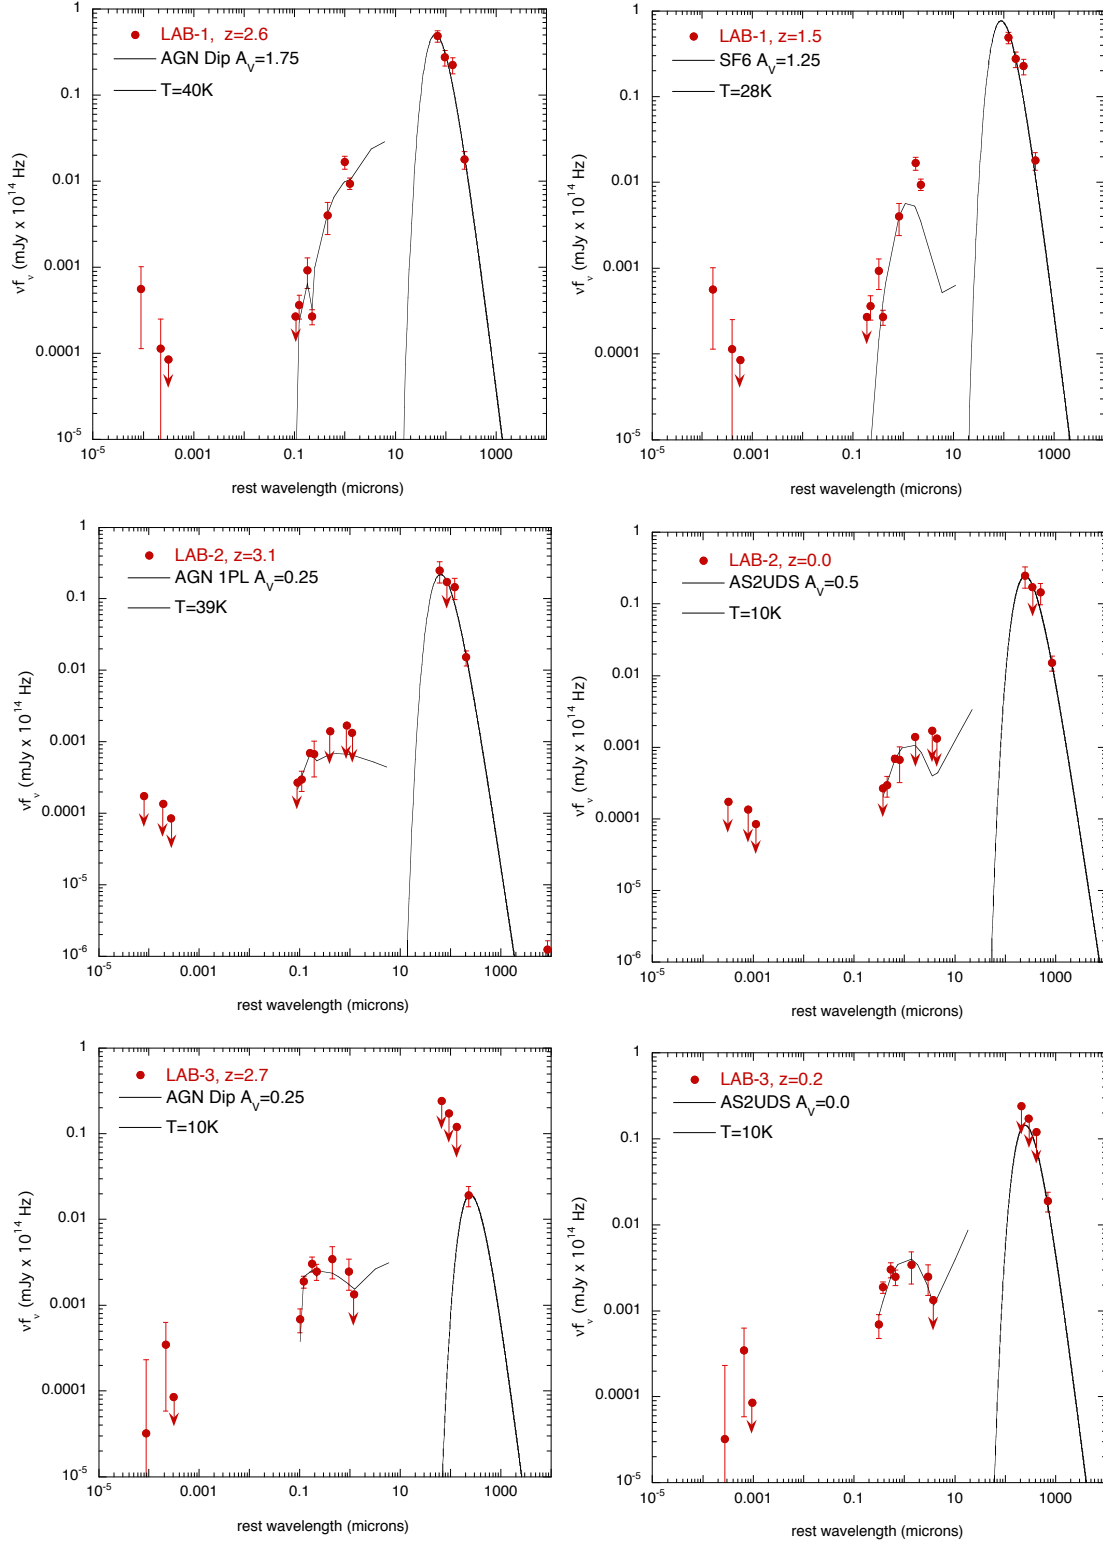 LAB-1, z=2.6
AGN Dip A_V=1.75
T=40K
1
0.1
0.01
0.001
0.0001
10^-5
νf_ν (mJy x 10^14 Hz)
10^-5 0.001 0.1 10 1000
rest wavelength (microns)
LAB-1, z=1.5
SF6 A_V=1.25
T=28K
1
0.1
0.01
0.001
0.0001
10^-5
νf_ν (mJy x 10^14 Hz)
10^-5 0.001 0.1 10 1000
rest wavelength (microns)
LAB-2, z=3.1
AGN 1PL A_V=0.25
T=39K
1
0.1
0.01
0.001
0.0001
10^-5
10^-6
νf_ν (mJy x 10^14 Hz)
10^-5 0.001 0.1 10 1000
rest wavelength (microns)
LAB-2, z=0.0
AS2UDS A_V=0.5
T=10K
1
0.1
0.01
0.001
0.0001
10^-5
10^-6
νf_ν (mJy x 10^14 Hz)
10^-5 0.001 0.1 10 1000
rest wavelength (microns)
LAB-3, z=2.7
AGN Dip A_V=0.25
T=10K
1
0.1
0.01
0.001
0.0001
10^-5
νf_ν (mJy x 10^14 Hz)
10^-5 0.001 0.1 10 1000
rest wavelength (microns)
LAB-3, z=0.2
AS2UDS A_V=0.0
T=10K
1
0.1
0.01
0.001
0.0001
10^-5
νf_ν (mJy x 10^14 Hz)
10^-5 0.001 0.1 10 1000
rest wavelength (microns)